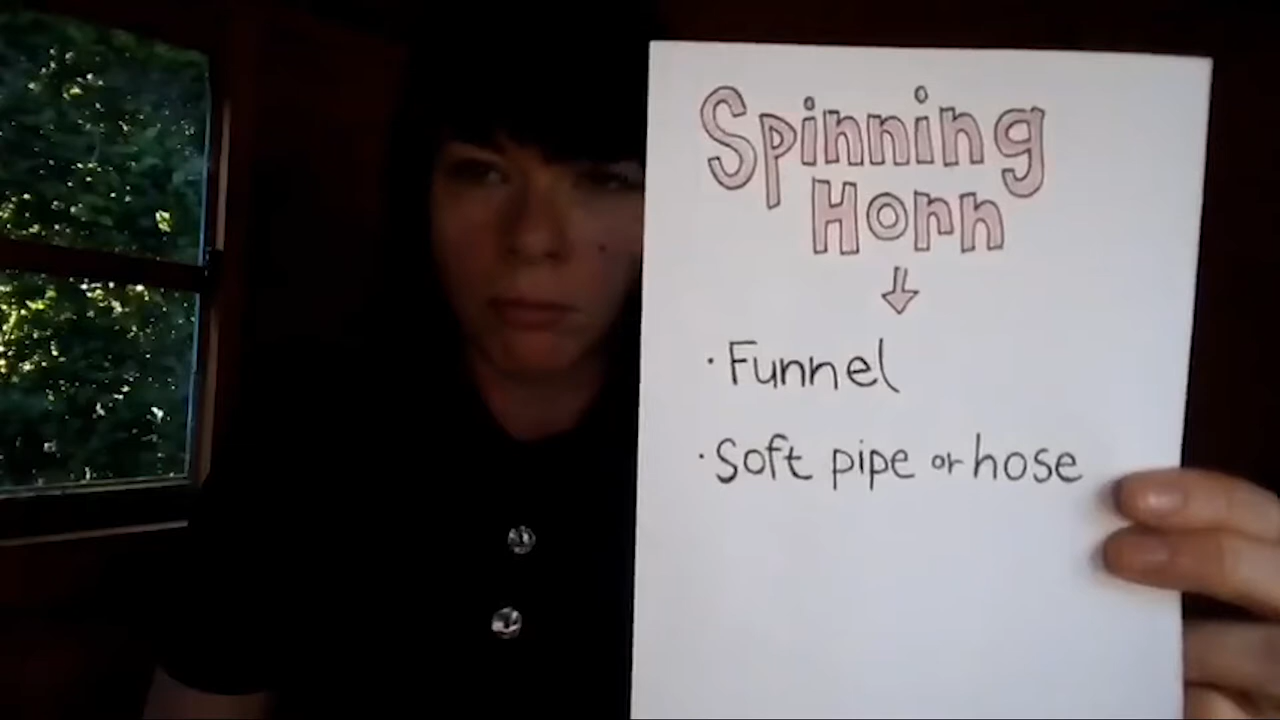 Spinning
Horn
· Funnel
· Soft pipe or hose